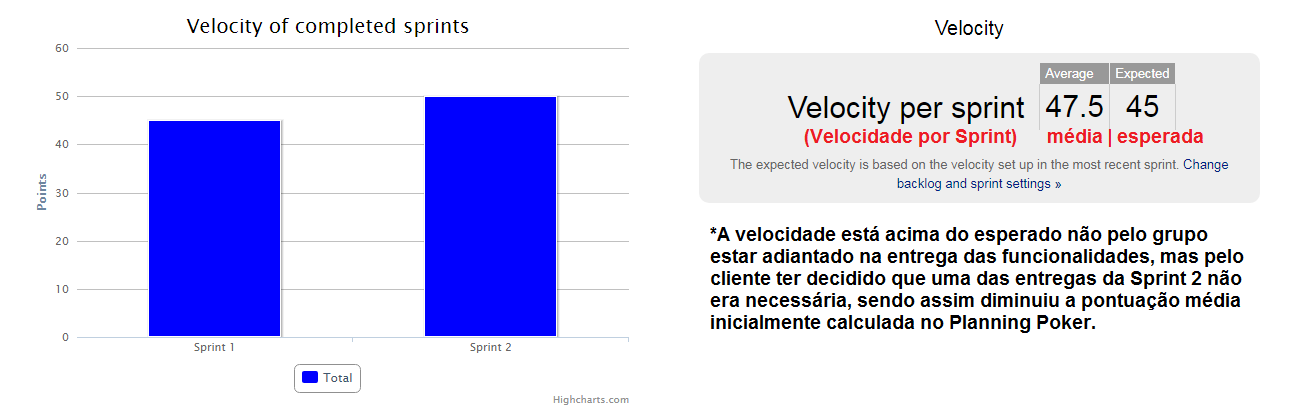 Velocity of completed sprints
60
50
40
30
20
10
0
Points
Sprint 1
Sprint 2
Total
Highcharts.com
Velocity
Average Expected
Velocity per sprint 47.5 45
(Velocidade por Sprint) média | esperada
The expected velocity is based on the velocity set up in the most recent sprint. Change
backlog and sprint settings »
*A velocidade está acima do esperado não pelo grupo
estar adiantado na entrega das funcionalidades, mas pelo
cliente ter decidido que uma das entregas da Sprint 2 não
era necessária, sendo assim diminuiu a pontuação média
inicialmente calculada no Planning Poker.